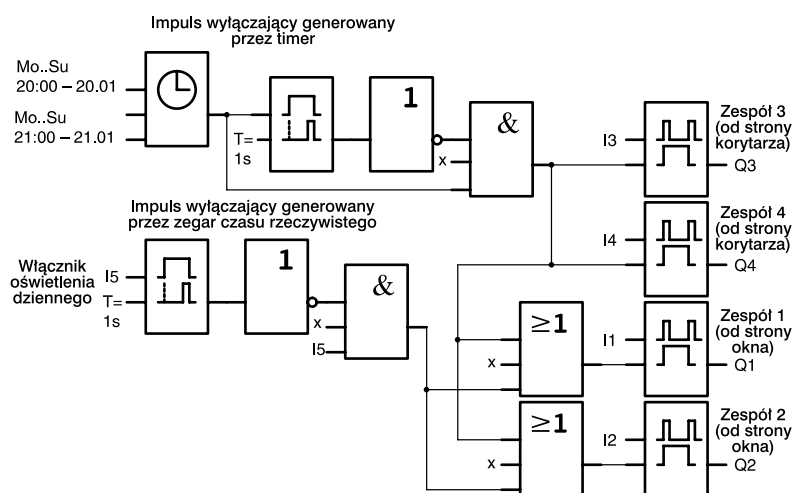 Impuls wyłączający generowany
przez timer
Mo..Su
20:00 – 20.01
Mo..Su
21:00 – 21.01
T=
1s
1
x
&
I3
Q3
Zespół 3
(od strony
korytarza)
Impuls wyłączający generowany
przez zegar czasu rzeczywistego
Włącznik
oświetlenia
dziennego
I5
T=
1s
1
x
I5
&
I4
Q4
Zespół 4
(od strony
korytarza)
≥1
x
I1
Q1
Zespół 1
(od strony
okna)
≥1
x
I2
Q2
Zespół 2
(od strony
okna)